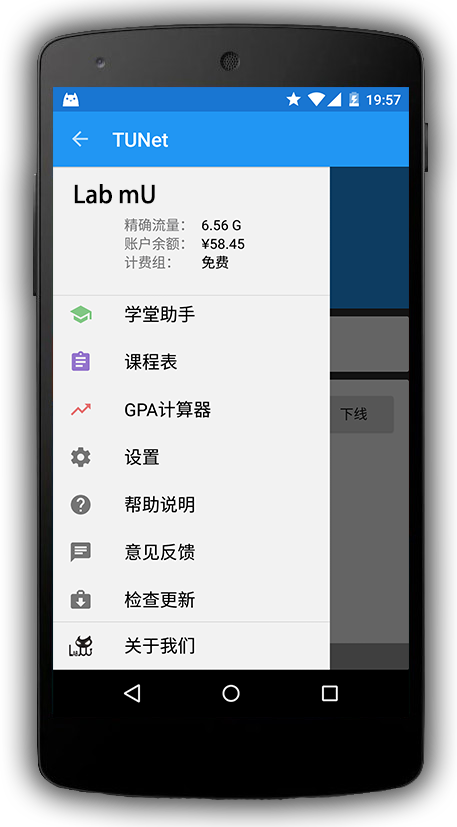 19:57
TUNet
Lab mU
精确流量： 6.56 G
账户余额： ¥58.45
计费组： 免费
学堂助手
课程表
GPA计算器
下线
设置
帮助说明
意见反馈
检查更新
Lab mU 关于我们